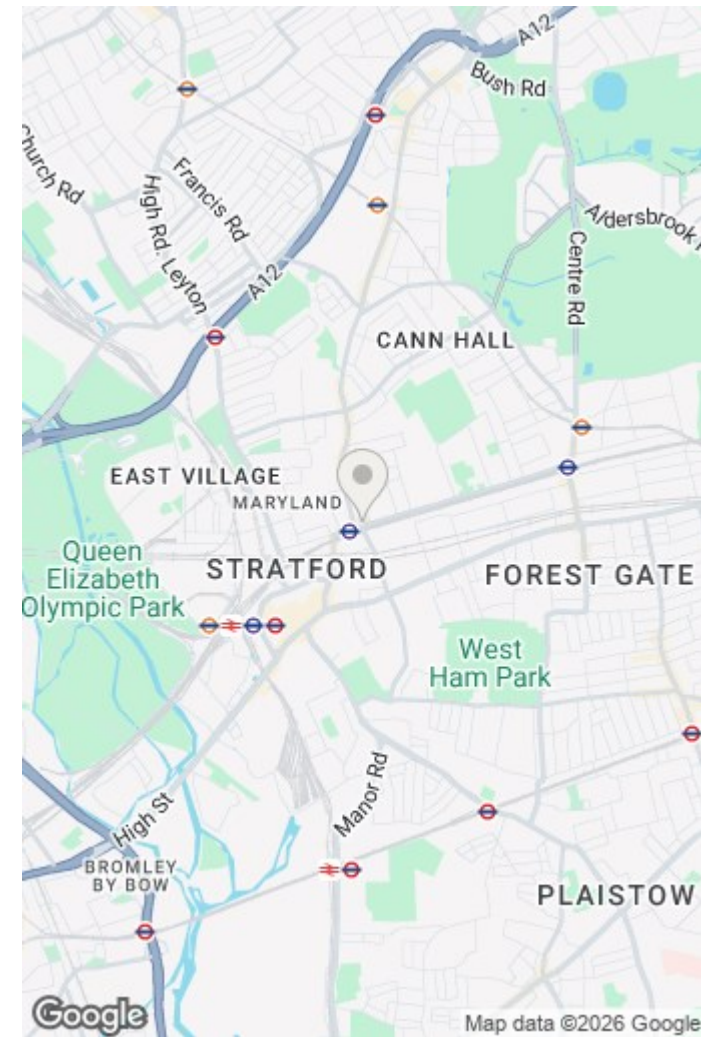 A12
Bush Rd
Church Rd
Francis Rd
High Rd. Leyton
A12
Aldersbrook
Centre Rd
CANN HALL
EAST VILLAGE
MARYLAND
Queen
Elizabeth
Olympic Park
STRATFORD
FOREST GATE
West
Ham Park
Manor Rd
High St
BROMLEY
BY BOW
PLAISTOW
Google
Map data ©2026 Google